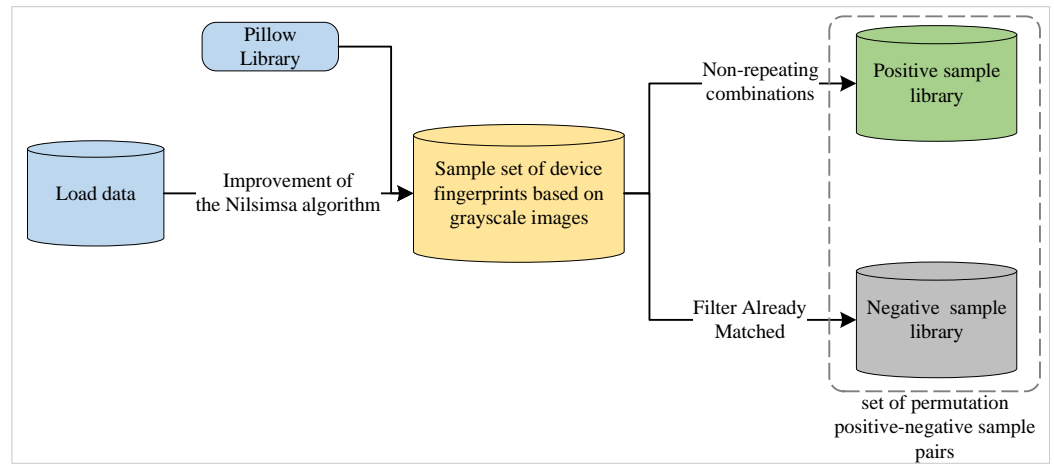 Pillow
Library
Load data
Improvement of
the Nilsimsa algorithm
Sample set of device
fingerprints based on
grayscale images
Non-repeating
combinations
Positive sample
library
Filter Already
Matched
Negative sample
library
set of permutation
positive-negative sample
pairs